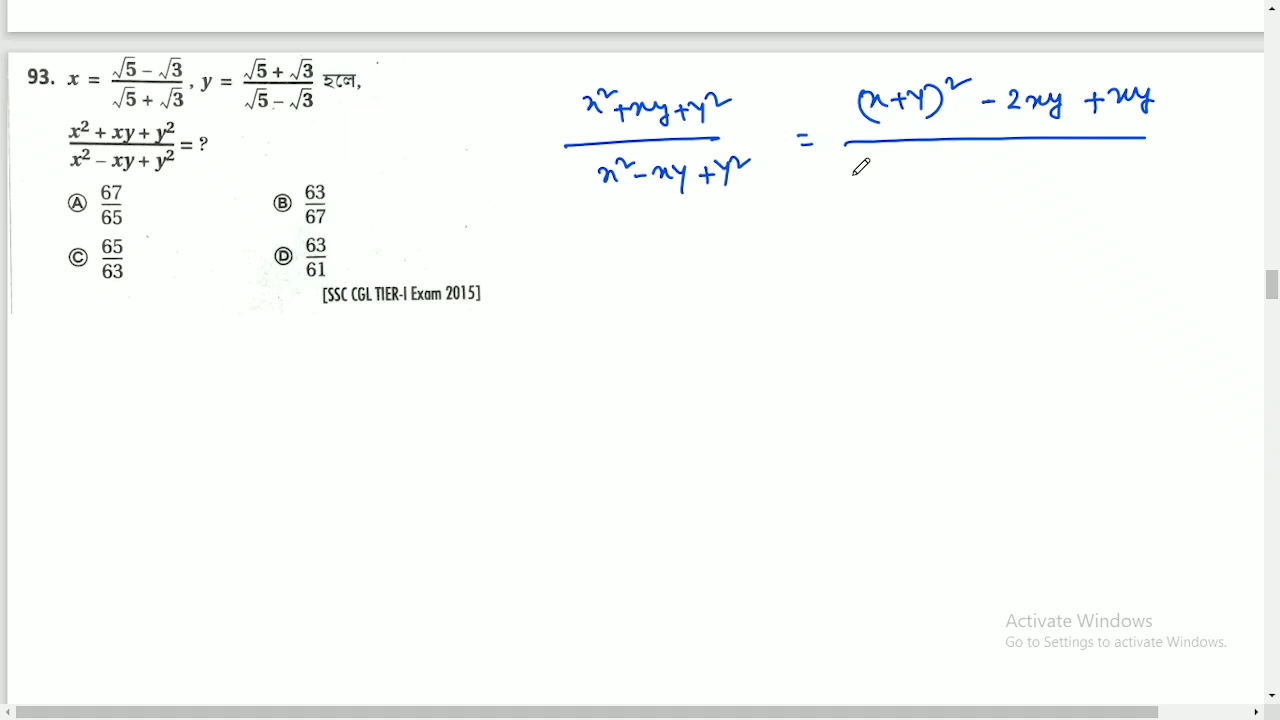 93. x = (√5 − √3)/(√5 + √3), y = (√5 + √3)/(√5 − √3) হলে,
(x² + xy + y²)/(x² − xy + y²) = ?
Ⓐ 67/65 Ⓑ 63/67
Ⓒ 65/63 Ⓓ 63/61
[SSC CGL TIER-I Exam 2015]
(x²+xy+y²)/(x²-xy+y²) = (x+y)² - 2xy + xy
Activate Windows
Go to Settings to activate Windows.